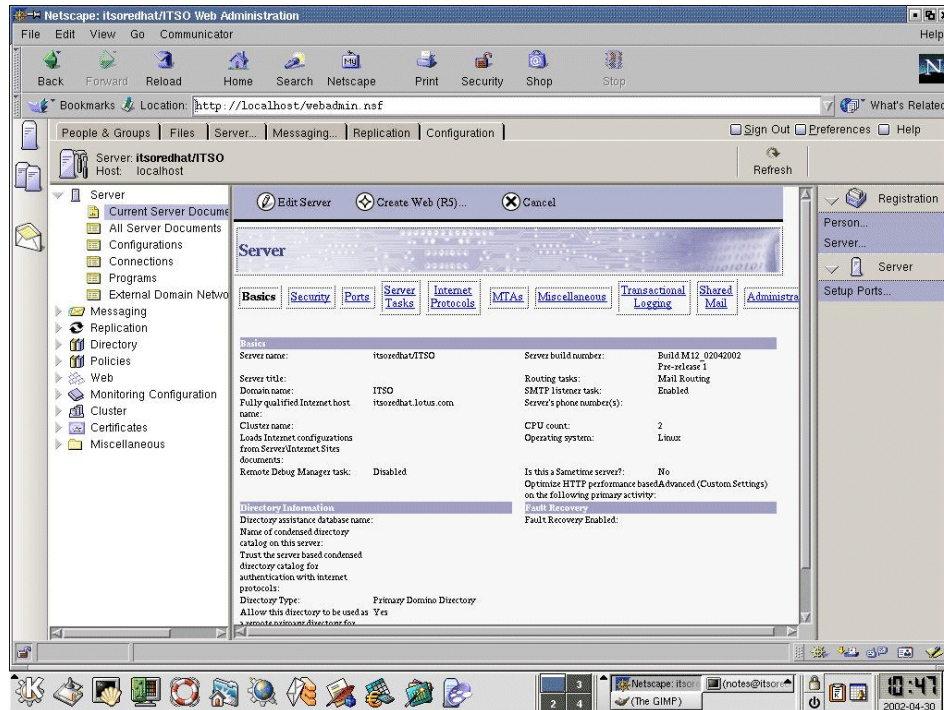 Netscape: itsoredhat/ITSO Web Administration
File Edit View Go Communicator Help
Back Forward Reload Home Search Netscape Print Security Shop Stop
Bookmarks Location: http://localhost/webadmin.nsf What's Related
People & Groups Files Server... Messaging... Replication Configuration Sign Out Preferences Help
Server: itsoredhat/ITSO
Host: localhost
Refresh
Server
Current Server Docume
All Server Documents
Configurations
Connections
Programs
External Domain Netwo
Messaging
Replication
Directory
Policies
Web
Monitoring Configuration
Cluster
Certificates
Miscellaneous
Edit Server Create Web (R5)... Cancel
Server
Basics Security Ports Server Tasks Internet Protocols MTAs Miscellaneous Transactional Logging Shared Mail Administra
Basics
Server name: itsoredhat/ITSO Server build number: Build M12_02042002
Pre-release 1
Server title: Routing tasks: Mail Routing
Domain name: ITSO SMTP listener task: Enabled
Fully qualified Internet host itsoredhat.lotus.com Server's phone number(s):
name:
Cluster name: CPU count: 2
Loads Internet configurations Operating system: Linux
from Server\Internet Sites
documents:
Remote Debug Manager task: Disabled Is this a Sametime server?: No
Optimize HTTP performance based Advanced (Custom Settings)
on the following primary activity:
Directory Information Fault Recovery
Directory assistance database name: Fault Recovery Enabled:
Name of condensed directory
catalog on this server:
Trust the server based condensed
directory catalog for
authentication with internet
protocols:
Directory Type: Primary Domino Directory
Allow this directory to be used as Yes
a remote primary directory for
Registration
Person...
Server...
Server
Setup Ports...
3
2 4
Netscape: itsor
(notes@itsore
(The GIMP)
10:47
2002-04-30